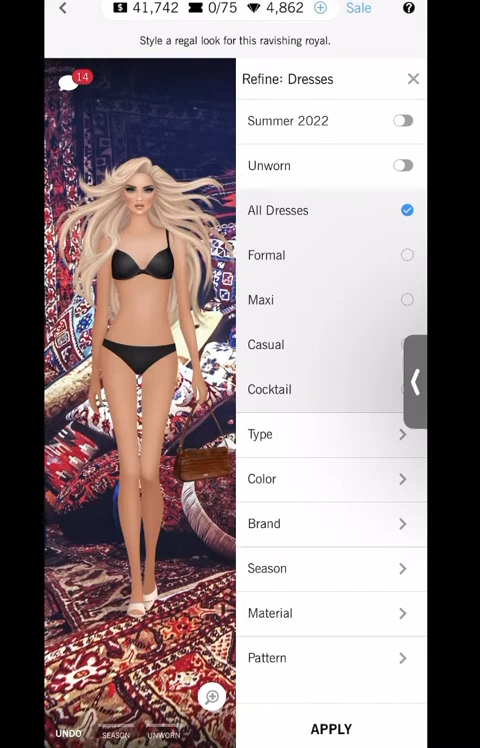 41,742 0/75 4,862 Sale ?
Style a regal look for this ravishing royal.
14
Refine: Dresses
Summer 2022
Unworn
All Dresses
Formal
Maxi
Casual
Cocktail
Type
Color
Brand
Season
Material
Pattern
UNDO SEASON UNWORN
APPLY